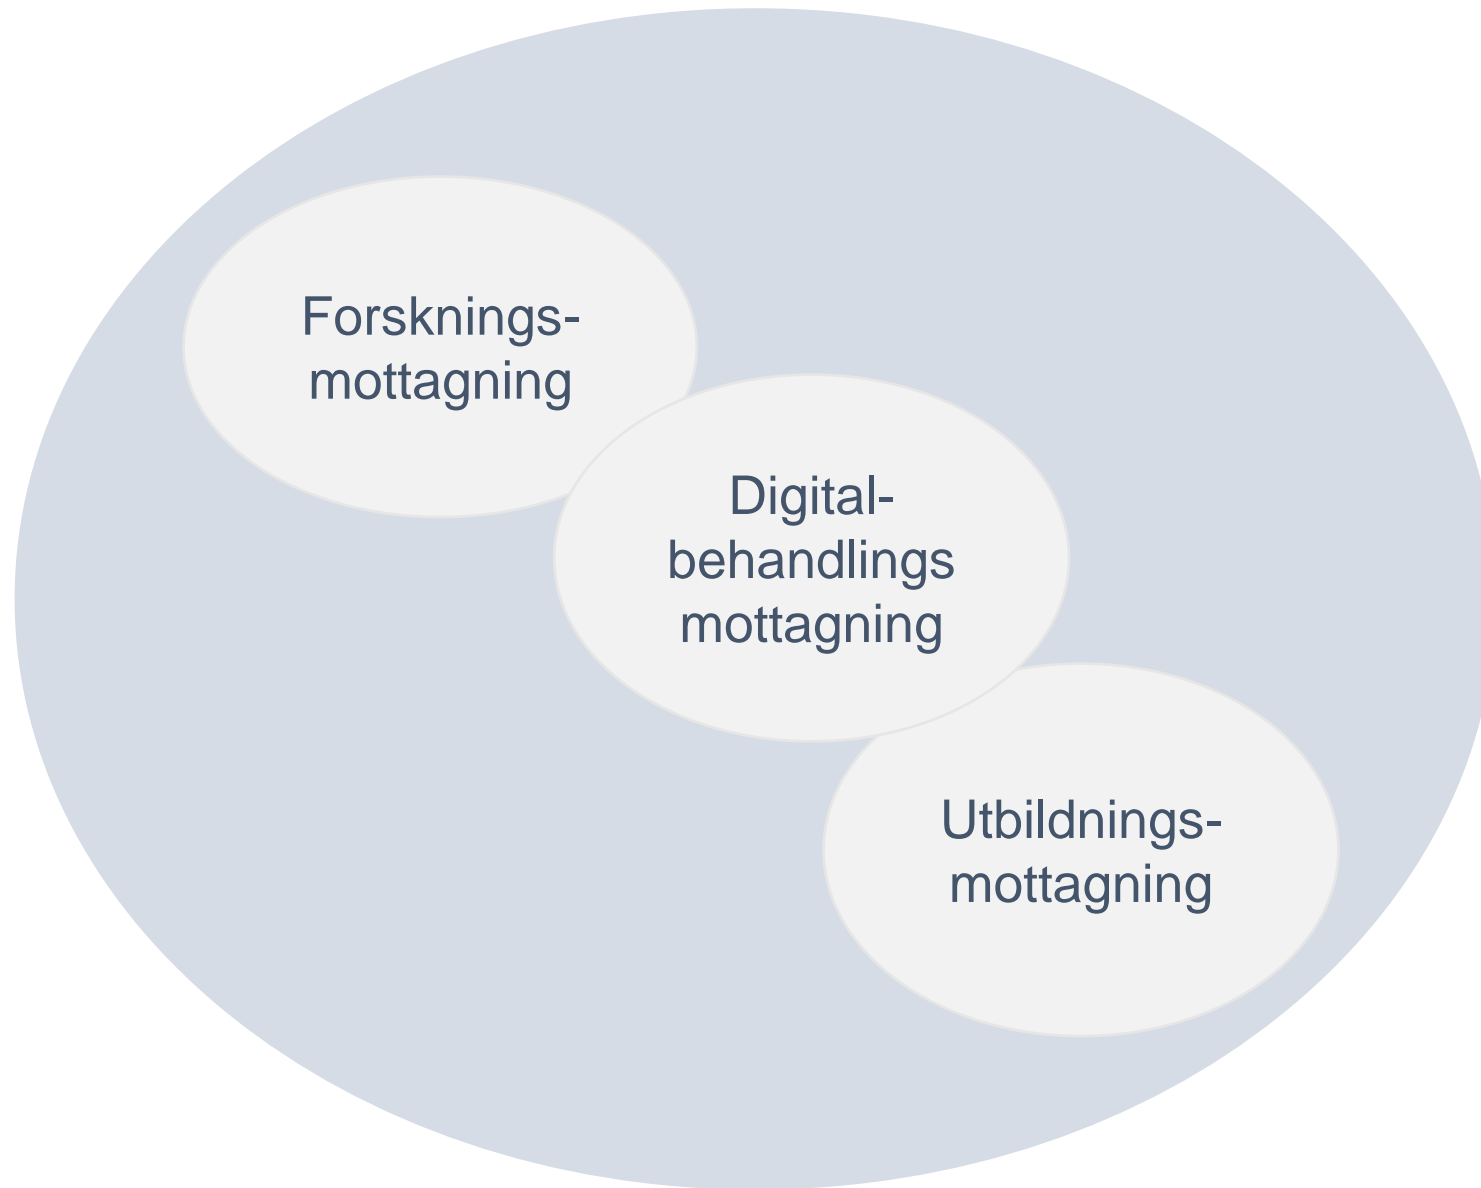 Forsknings-
mottagning
Digital-
behandlings
mottagning
Utbildnings-
mottagning